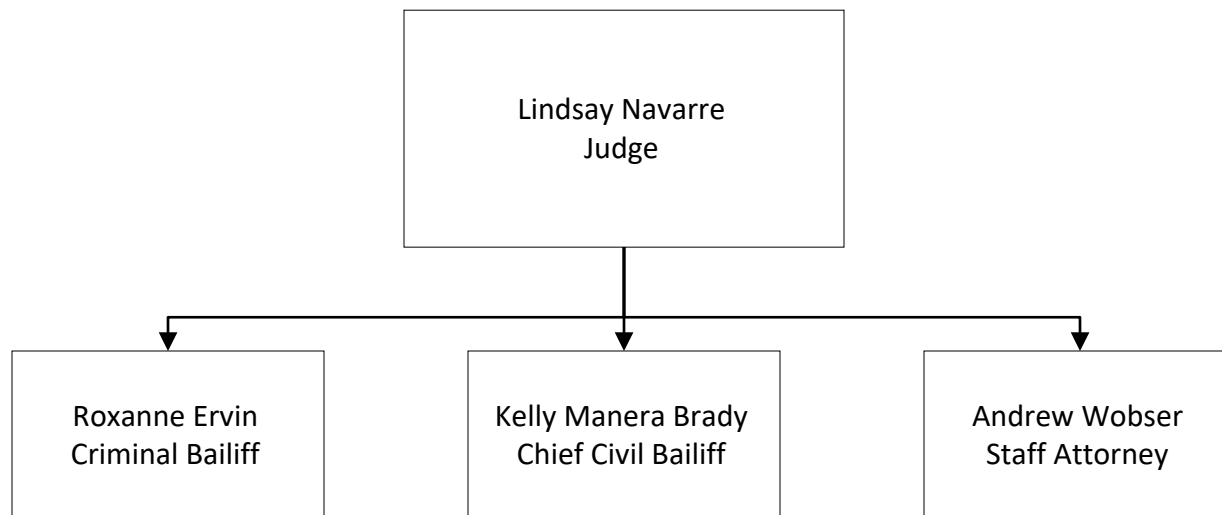 Lindsay Navarre
Judge
Roxanne Ervin
Criminal Bailiff
Kelly Manera Brady
Chief Civil Bailiff
Andrew Wobser
Staff Attorney